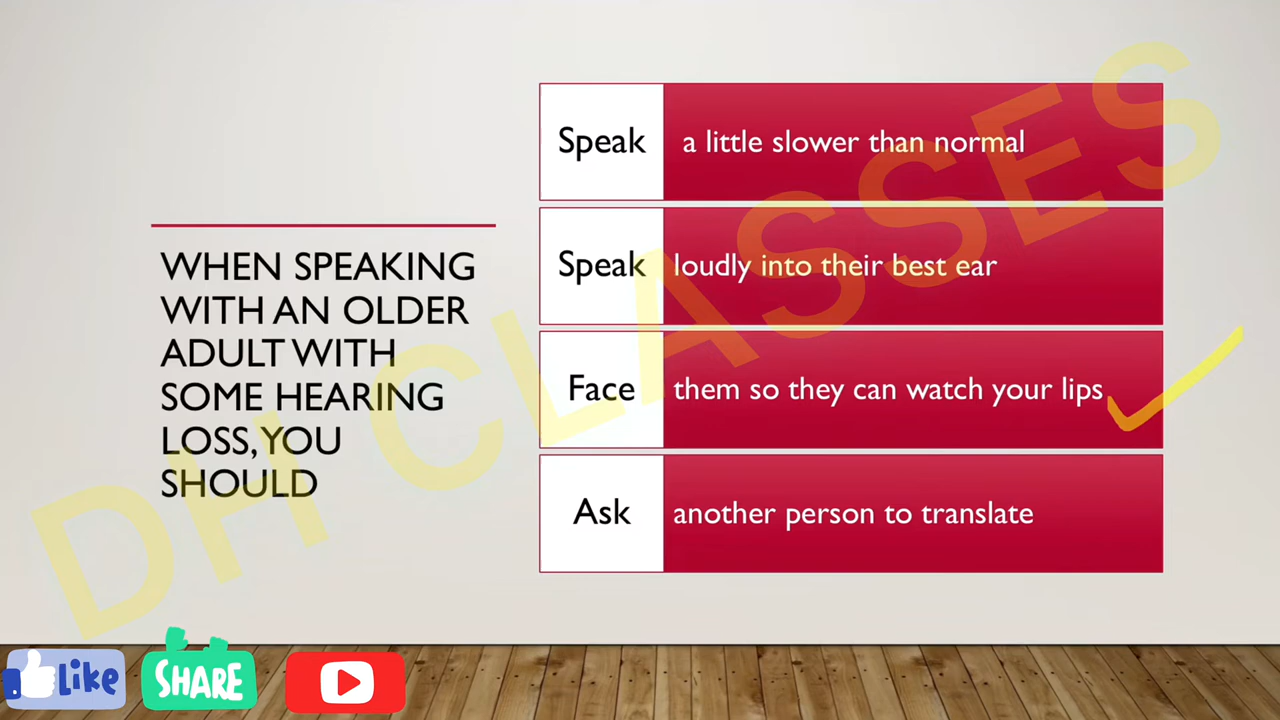 WHEN SPEAKING
WITH AN OLDER
ADULT WITH
SOME HEARING
LOSS, YOU
SHOULD
Speak a little slower than normal
Speak loudly into their best ear
Face them so they can watch your lips
Ask another person to translate
DH CLASSES
Like
SHARE